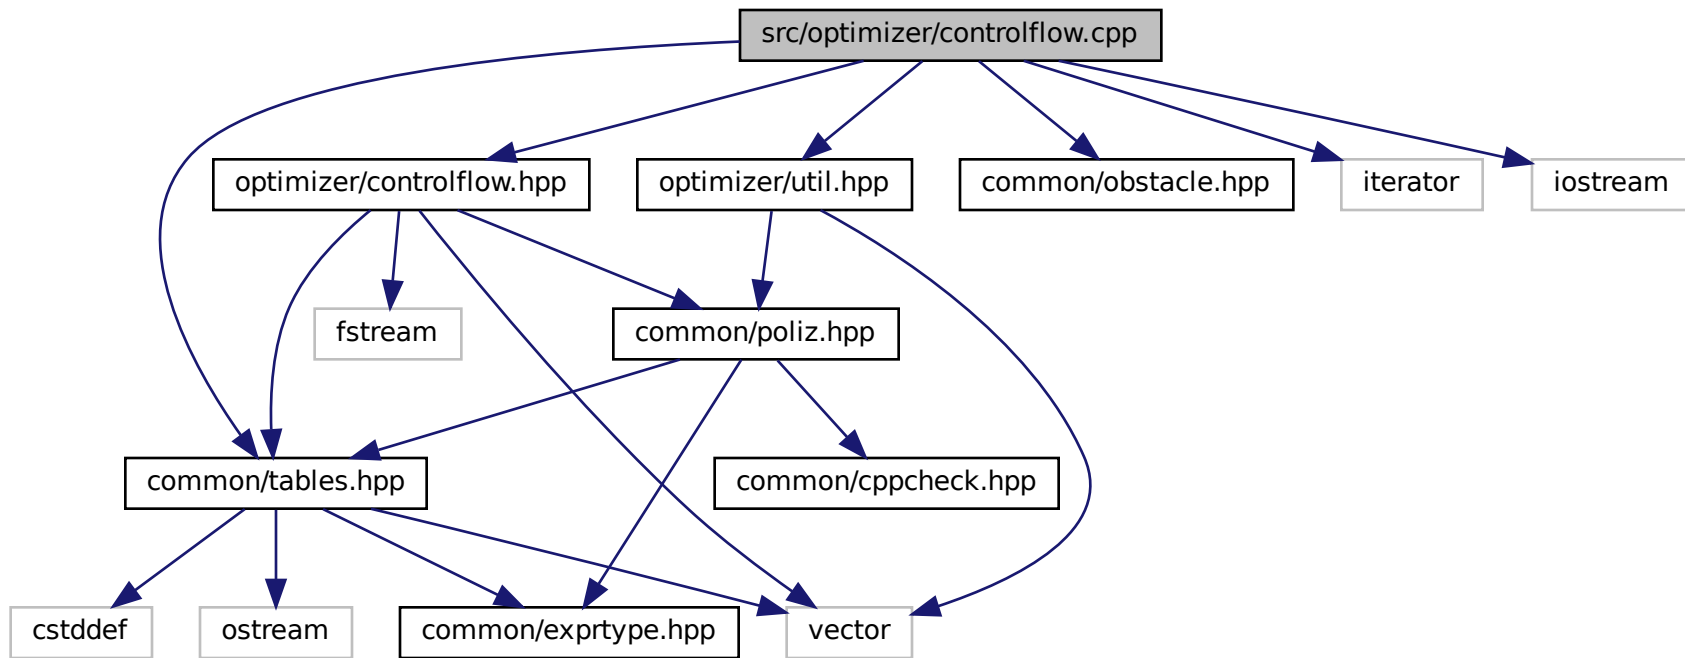 src/optimizer/controlflow.cpp
optimizer/controlflow.hpp
optimizer/util.hpp
common/obstacle.hpp
iterator
iostream
fstream
common/poliz.hpp
common/tables.hpp
common/cppcheck.hpp
cstddef
ostream
common/exprtype.hpp
vector